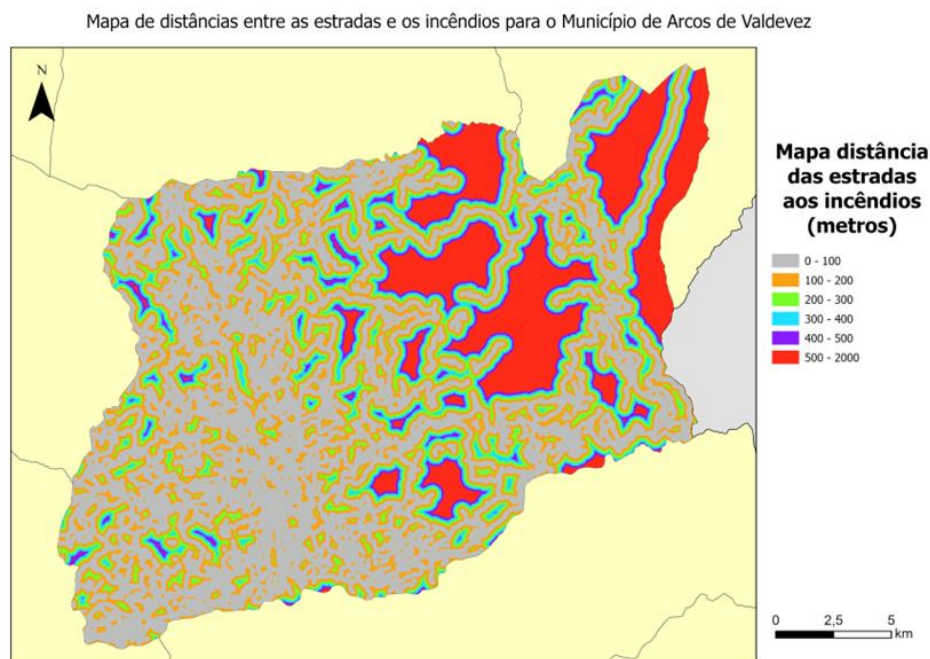 Mapa de distâncias entre as estradas e os incêndios para o Município de Arcos de Valdevez
N
Mapa distância
das estradas
aos incêndios
(metros)
0 - 100
100 - 200
200 - 300
300 - 400
400 - 500
500 - 2000
0 2,5 5
km